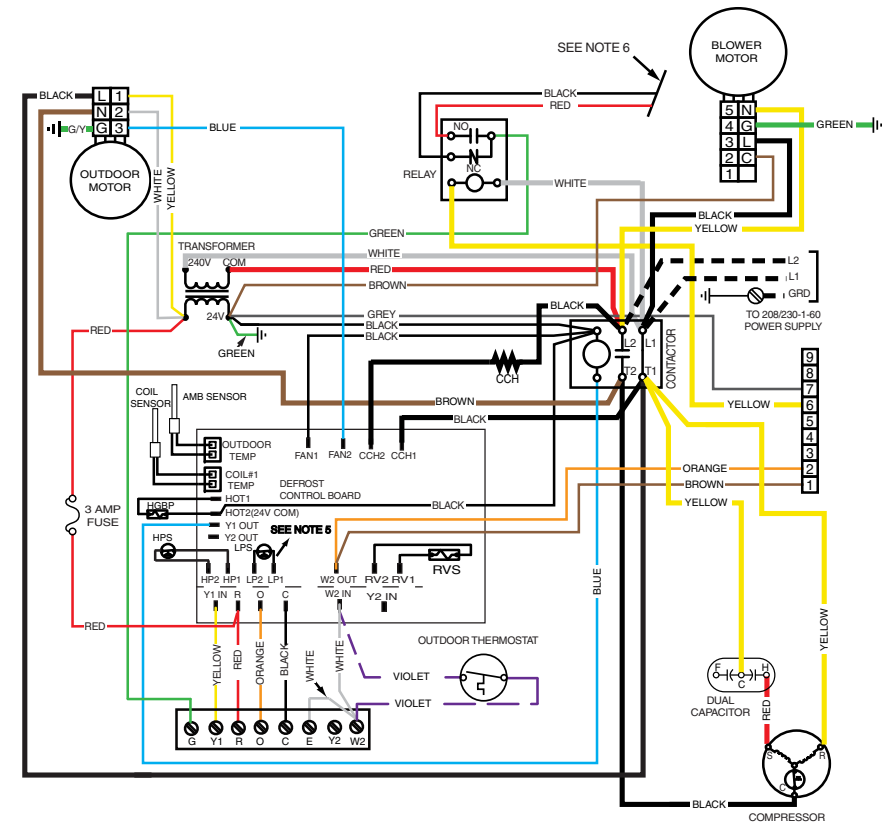 SEE NOTE 6
BLOWER
MOTOR
BLACK
L 1
N 2
G 3
G/Y
OUTDOOR
MOTOR
BLUE
WHITE
YELLOW
BLACK
RED
NO
NC
RELAY
WHITE
5 N
4 G
3 L
2 C
1
GREEN
BLACK
YELLOW
GREEN
TRANSFORMER
240V COM
WHITE
RED
BROWN
24V
GREY
BLACK
BLACK
GREEN
RED
BLACK
L2
L1
GRD
TO 208/230-1-60
POWER SUPPLY
L2 L1
T2 T1
CONTACTOR
CCH
BROWN
BLACK
9
8
7
6
5
4
3
2
1
YELLOW
ORANGE
BROWN
YELLOW
COIL
SENSOR
AMB SENSOR
OUTDOOR
TEMP
COIL#1
TEMP
FAN1 FAN2 CCH2 CCH1
DEFROST
CONTROL BOARD
HOT1
HOT2(24V COM)
HGBP
BLACK
Y1 OUT
Y2 OUT
SEE NOTE 5
HPS
LPS
HP2 HP1 LP2 LP1
W2 OUT RV2 RV1
RVS
Y1 IN R O C
W2 IN Y2 IN
3 AMP
FUSE
RED
YELLOW
RED
ORANGE
BLACK
WHITE
WHITE
VIOLET
VIOLET
OUTDOOR THERMOSTAT
BLUE
G Y1 R O C E Y2 W2
F C H
DUAL
CAPACITOR
RED
YELLOW
S R
C
BLACK
COMPRESSOR